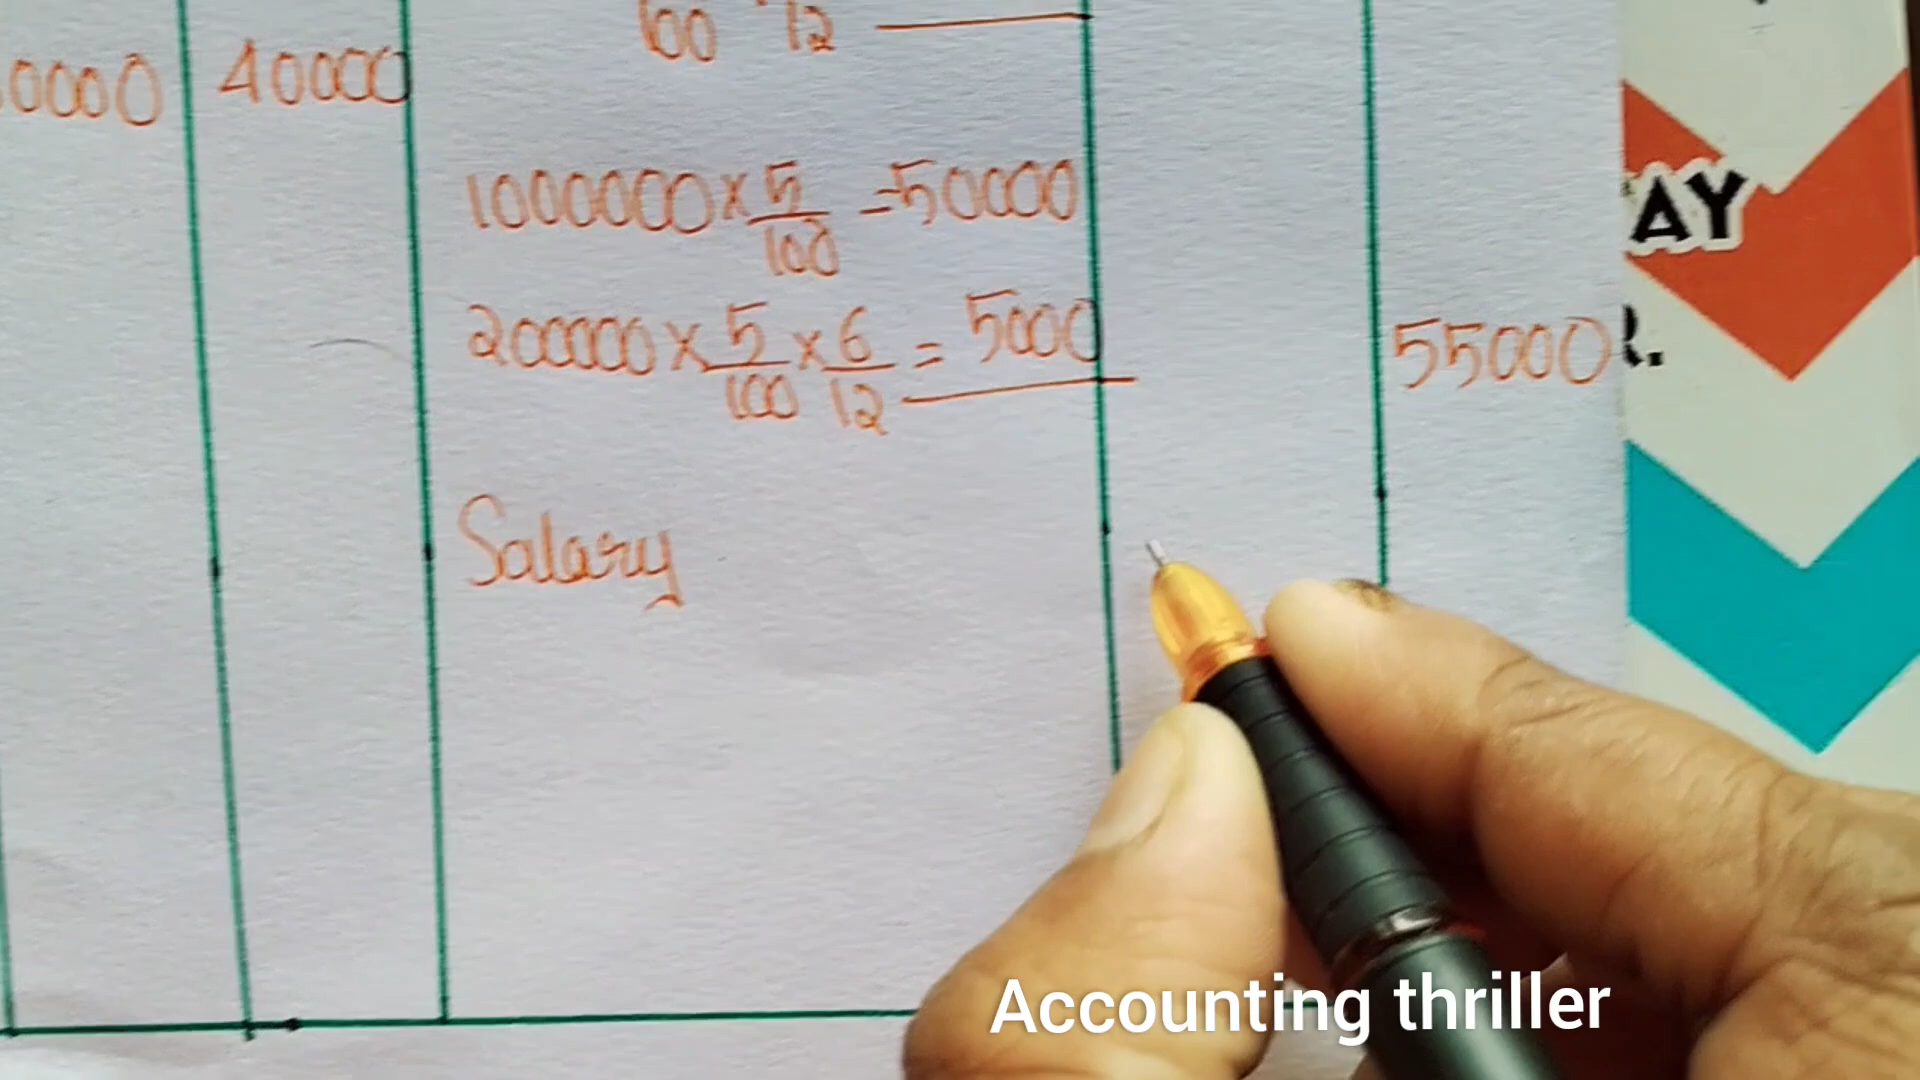 100 12
0000 40000
1000000 × 5/100 = 50000
200000 × 5/100 × 6/12 = 5000 55000
Salary
AY
R.
Accounting thriller